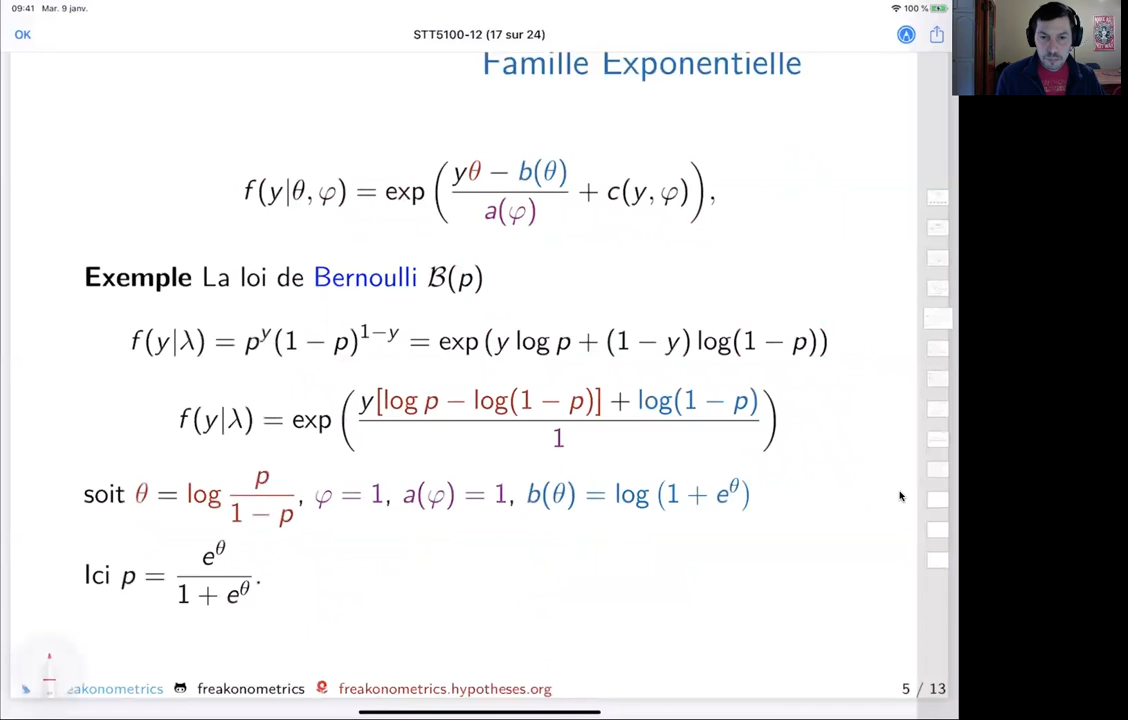 09:41 Mar. 9 janv.
100 %
OK
STT5100-12 (17 sur 24)
Famille Exponentielle
f(y|θ, φ) = exp ( (yθ − b(θ)) / a(φ) + c(y, φ) ),
Exemple La loi de Bernoulli B(p)
f(y|λ) = p^y(1 − p)^{1−y} = exp (y log p + (1 − y) log(1 − p))
f(y|λ) = exp ( (y[log p − log(1 − p)] + log(1 − p)) / 1 )
soit θ = log p / (1 − p), φ = 1, a(φ) = 1, b(θ) = log (1 + e^θ)
Ici p = e^θ / (1 + e^θ).
akonometrics freakonometrics freakonometrics.hypotheses.org 5 / 13